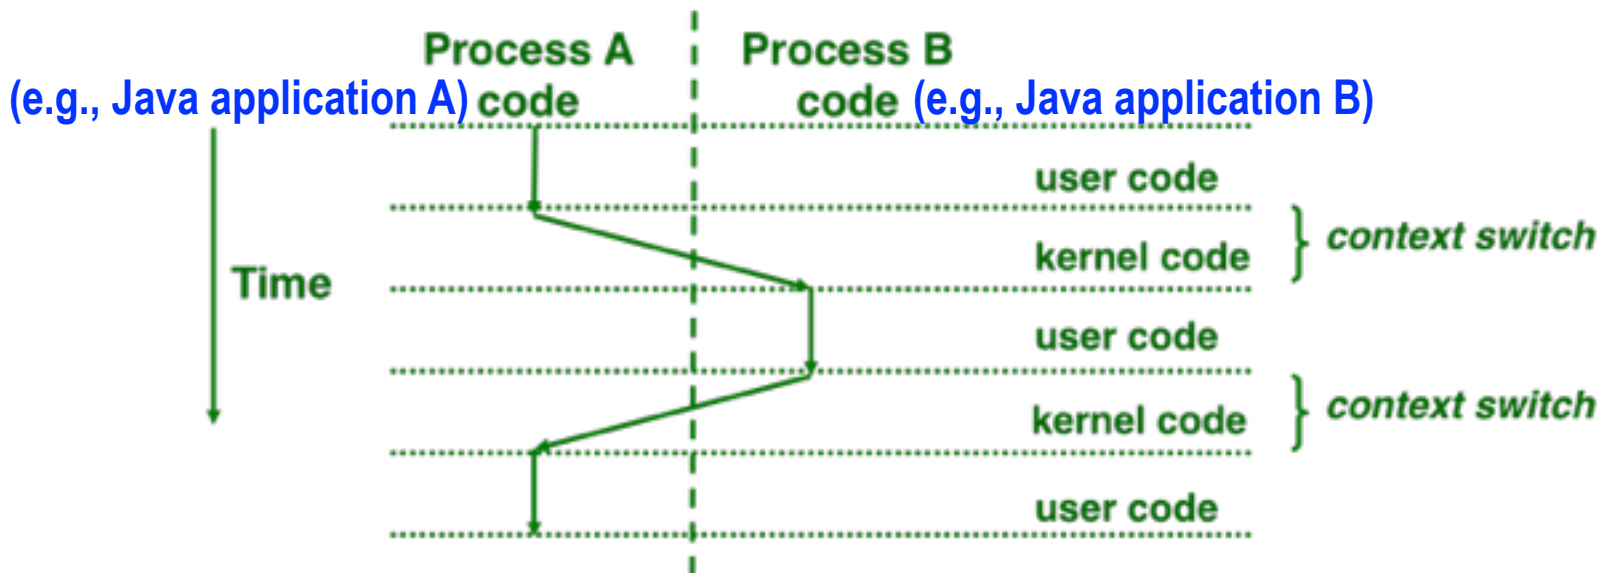 Process A Process B
(e.g., Java application A) code code (e.g., Java application B)
user code
context switch
kernel code
Time
user code
context switch
kernel code
user code